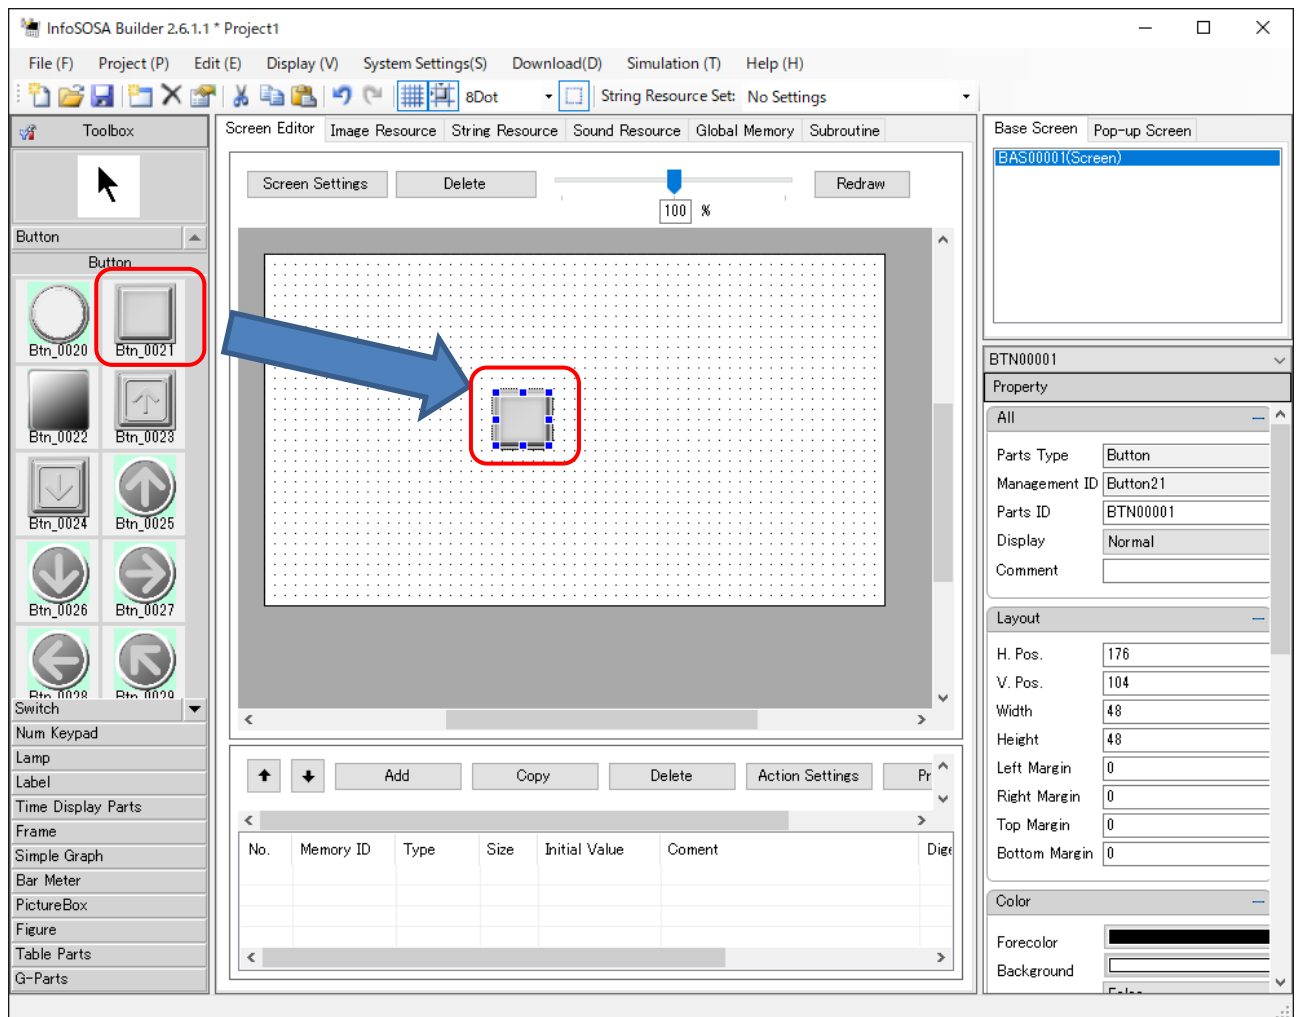 InfoSOSA Builder 2.6.1.1 * Project1
File (F) Project (P) Edit (E) Display (V) System Settings(S) Download(D) Simulation (T) Help (H)
8Dot String Resource Set: No Settings
Toolbox
Button
Button
Btn_0020 Btn_0021
Btn_0022 Btn_0023
Btn_0024 Btn_0025
Btn_0026 Btn_0027
Btn_0028 Btn_0029
Switch
Num Keypad
Lamp
Label
Time Display Parts
Frame
Simple Graph
Bar Meter
PictureBox
Figure
Table Parts
G-Parts
Screen Editor Image Resource String Resource Sound Resource Global Memory Subroutine
Screen Settings Delete Redraw
100 %
Add Copy Delete Action Settings Pr
No. Memory ID Type Size Initial Value Coment Dige
Base Screen Pop-up Screen
BAS00001(Screen)
BTN00001
Property
All
Parts Type Button
Management ID Button21
Parts ID BTN00001
Display Normal
Comment
Layout
H. Pos. 176
V. Pos. 104
Width 48
Height 48
Left Margin 0
Right Margin 0
Top Margin 0
Bottom Margin 0
Color
Forecolor
Background